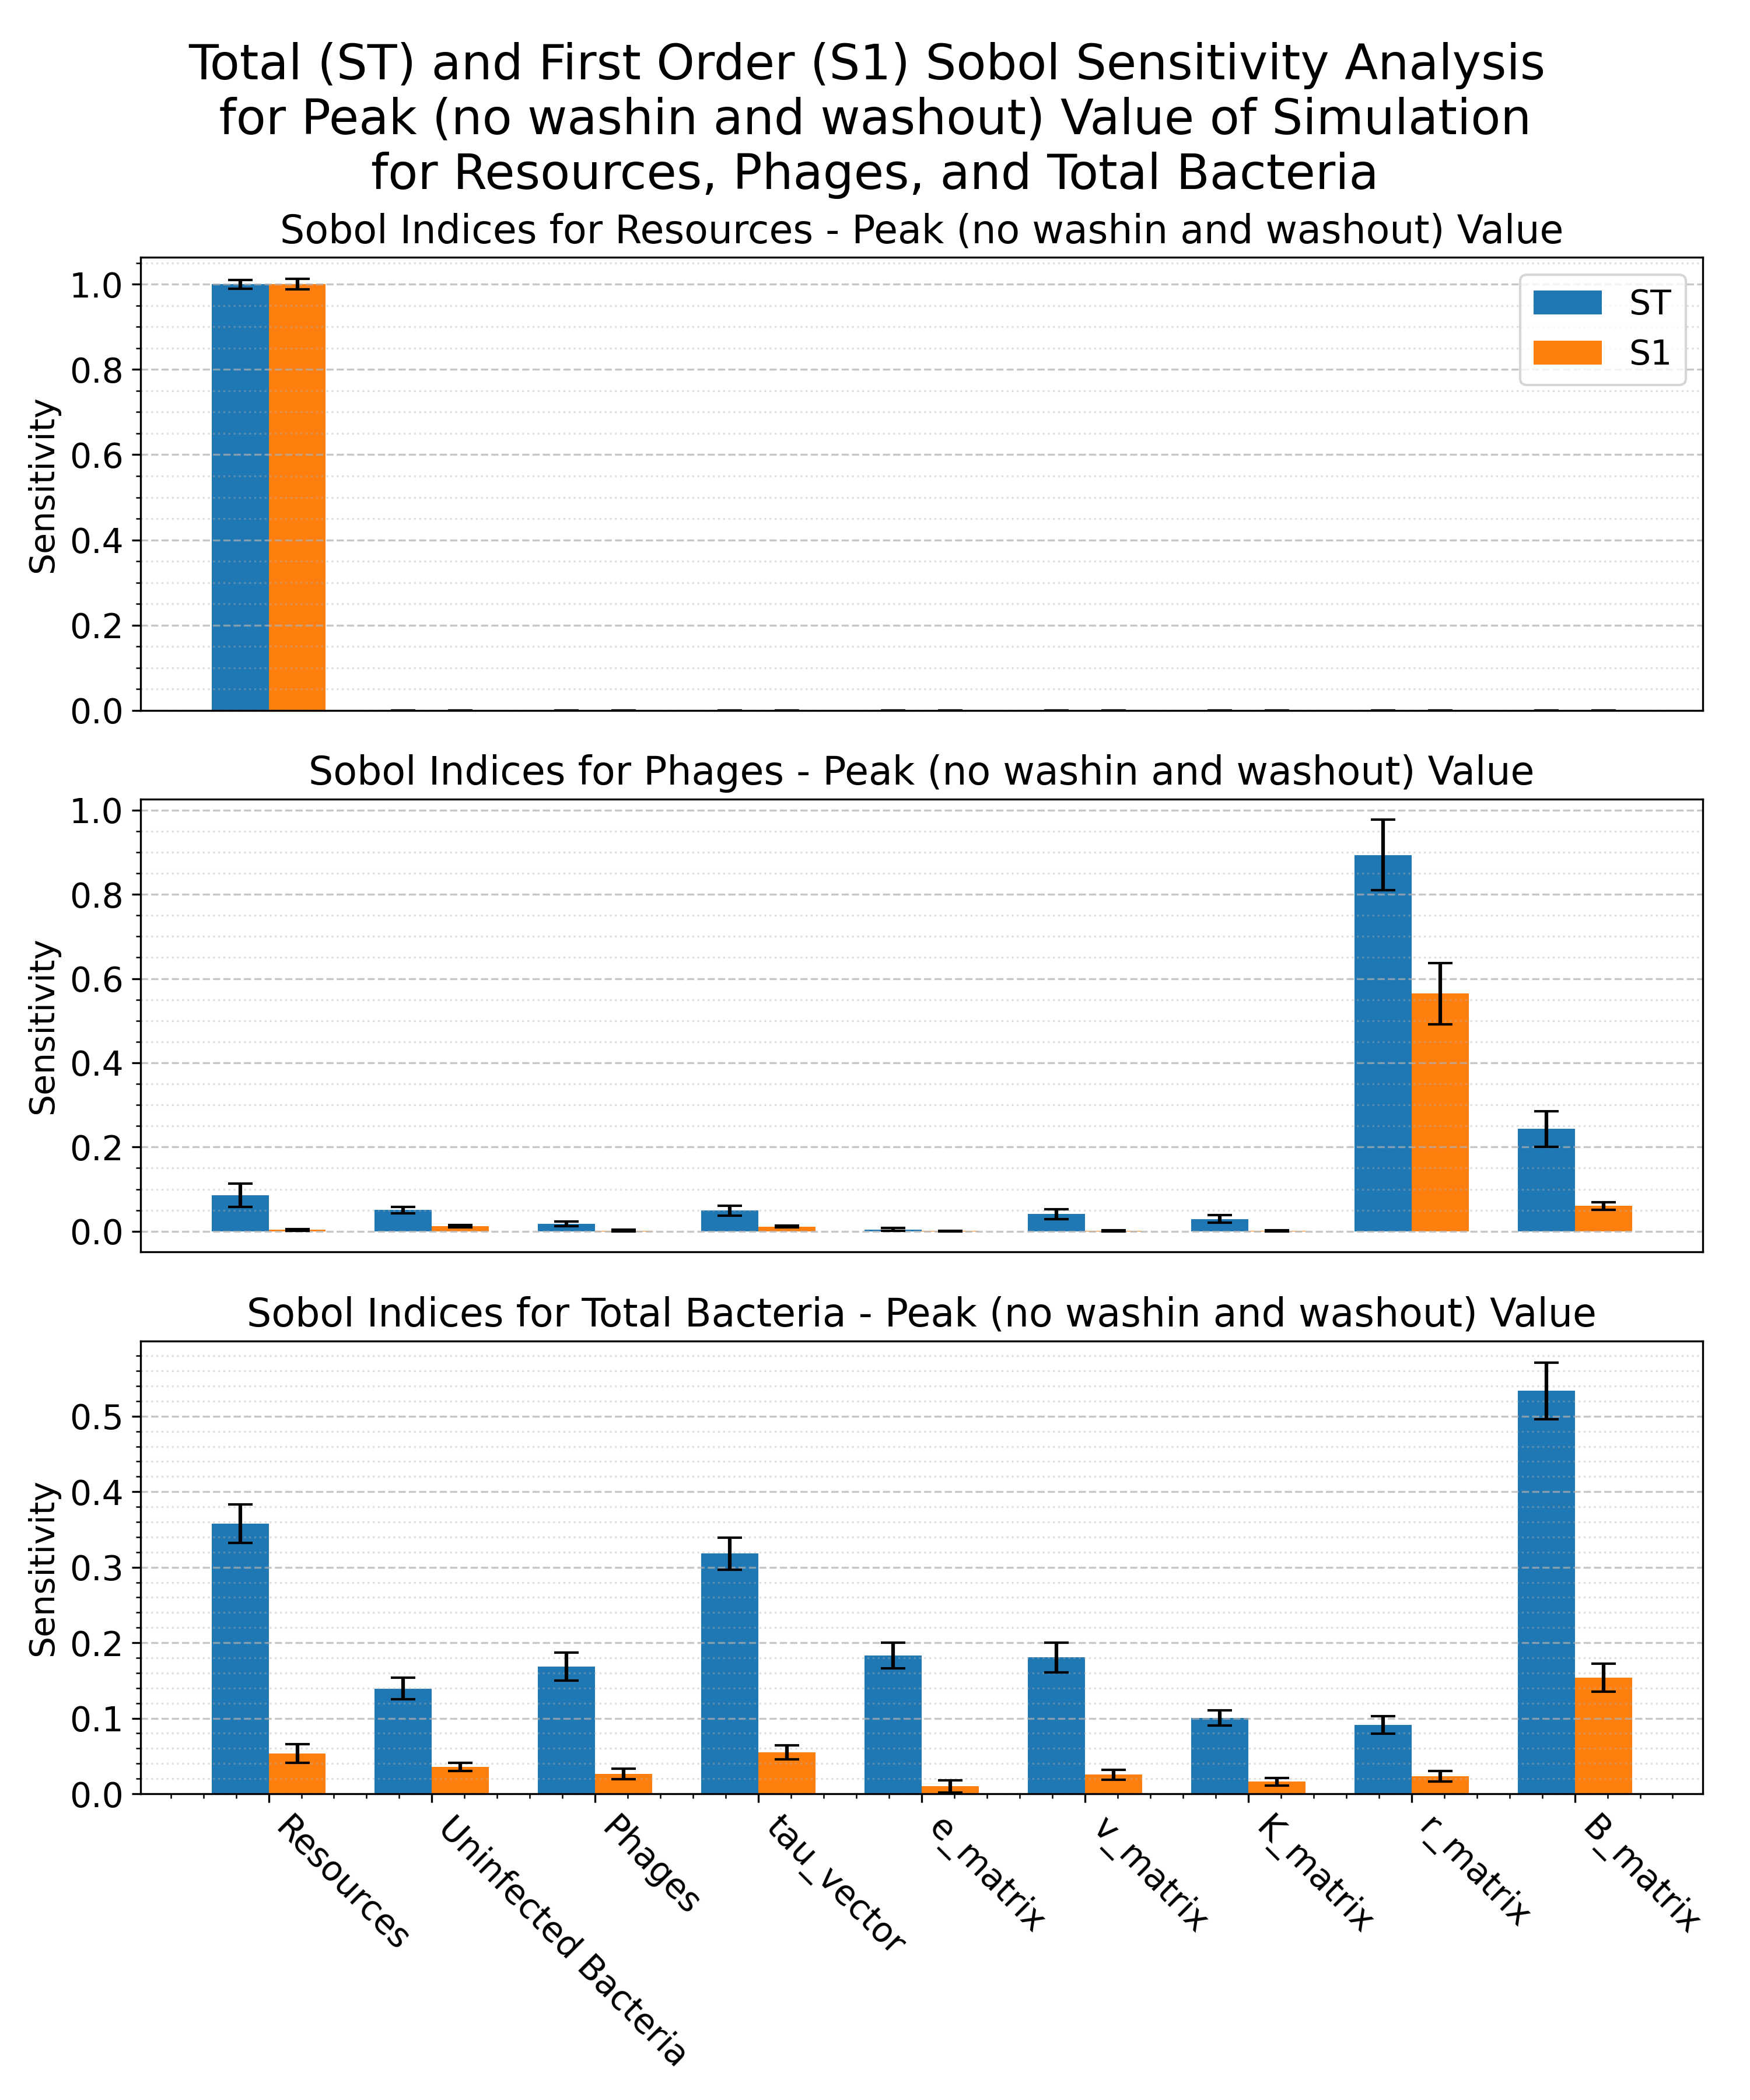 Total (ST) and First Order (S1) Sobol Sensitivity Analysis
for Peak (no washin and washout) Value of Simulation
for Resources, Phages, and Total Bacteria
Sobol Indices for Resources - Peak (no washin and washout) Value
Sensitivity
1.0
0.8
0.6
0.4
0.2
0.0
ST
S1
Sobol Indices for Phages - Peak (no washin and washout) Value
Sensitivity
1.0
0.8
0.6
0.4
0.2
0.0
Sobol Indices for Total Bacteria - Peak (no washin and washout) Value
Sensitivity
0.5
0.4
0.3
0.2
0.1
0.0
Resources
Uninfected Bacteria
Phages
tau_vector
e_matrix
v_matrix
K_matrix
r_matrix
B_matrix